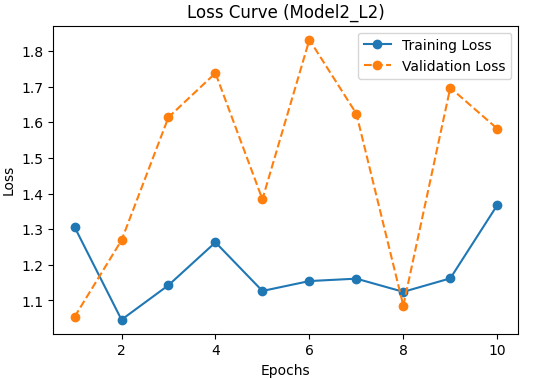 Loss Curve (Model2_L2)
Training Loss
Validation Loss
1.8
1.7
1.6
1.5
1.4
1.3
1.2
1.1
Loss
2 4 6 8 10
Epochs